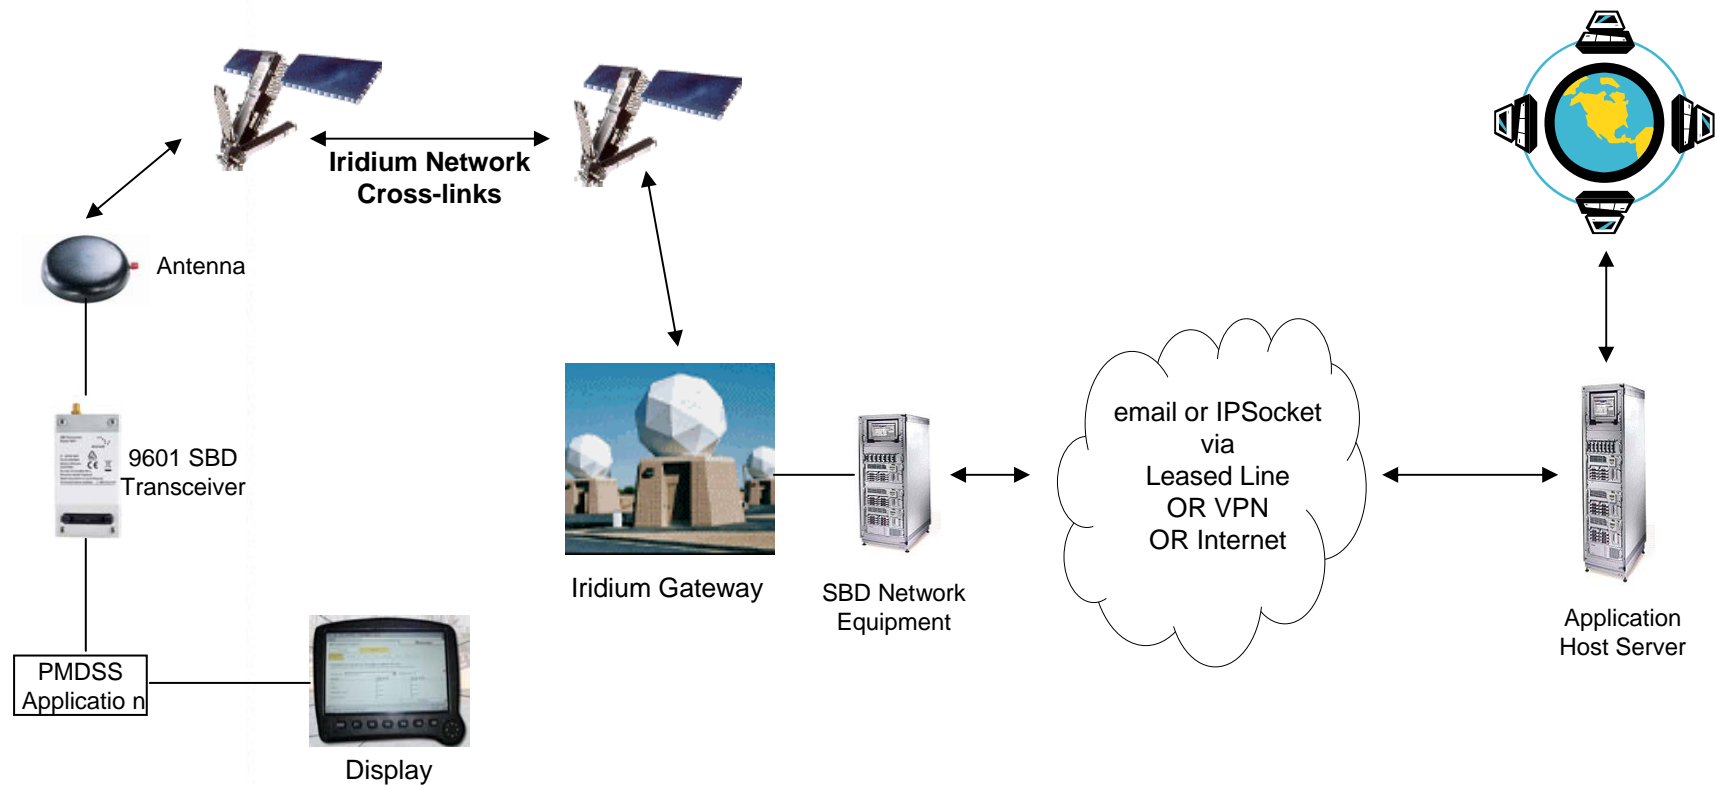 Iridium Network
Cross-links
Antenna
9601 SBD
Transceiver
PMDSS
Applicatio n
Display
Iridium Gateway
SBD Network
Equipment
email or IPSocket
via
Leased Line
OR VPN
OR Internet
Application
Host Server